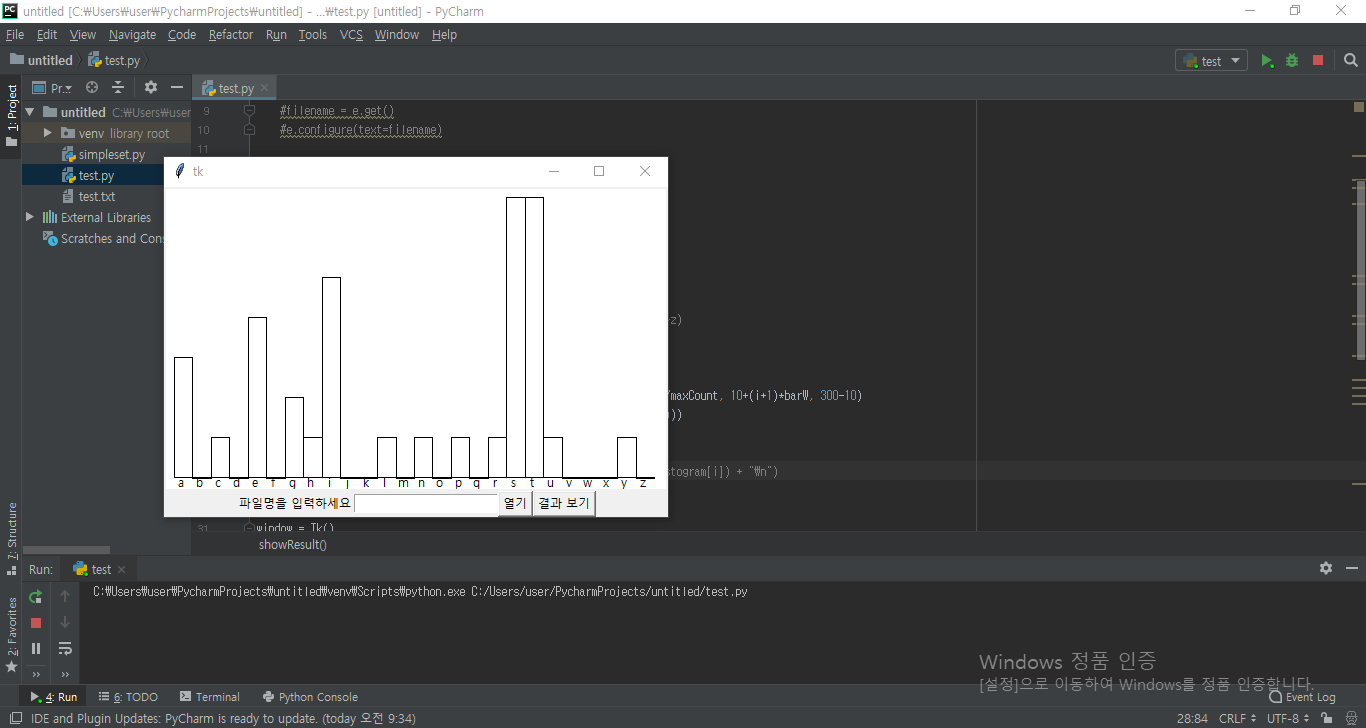 untitled [C:₩Users₩user₩PycharmProjects₩untitled] - ...₩test.py [untitled] - PyCharm
File Edit View Navigate Code Refactor Run Tools VCS Window Help
untitled test.py test
1: Project Pr.. test.py
untitled C:₩Users₩user
venv library root
simpleset.py
test.py
test.txt
External Libraries
Scratches and Con
9 #filename = e.get()
10 #e.configure(text=filename)
11
tk
z)
/maxCount, 10+(i+1)*barW, 300-10)
))
stogram[i]) + "₩n")
a b c d e f g h i j k l m n o p q r s t u v w x y z
파일명을 입력하세요 열기 결과 보기
31 window = Tk()
showResult()
7: Structure
2: Favorites
Run: test
C:₩Users₩user₩PycharmProjects₩untitled₩venv₩Scripts₩python.exe C:/Users/user/PycharmProjects/untitled/test.py
Windows 정품 인증
[설정]으로 이동하여 Windows를 정품 인증합니다.
4: Run 6: TODO Terminal Python Console Event Log
IDE and Plugin Updates: PyCharm is ready to update. (today 오전 9:34) 28:84 CRLF UTF-8